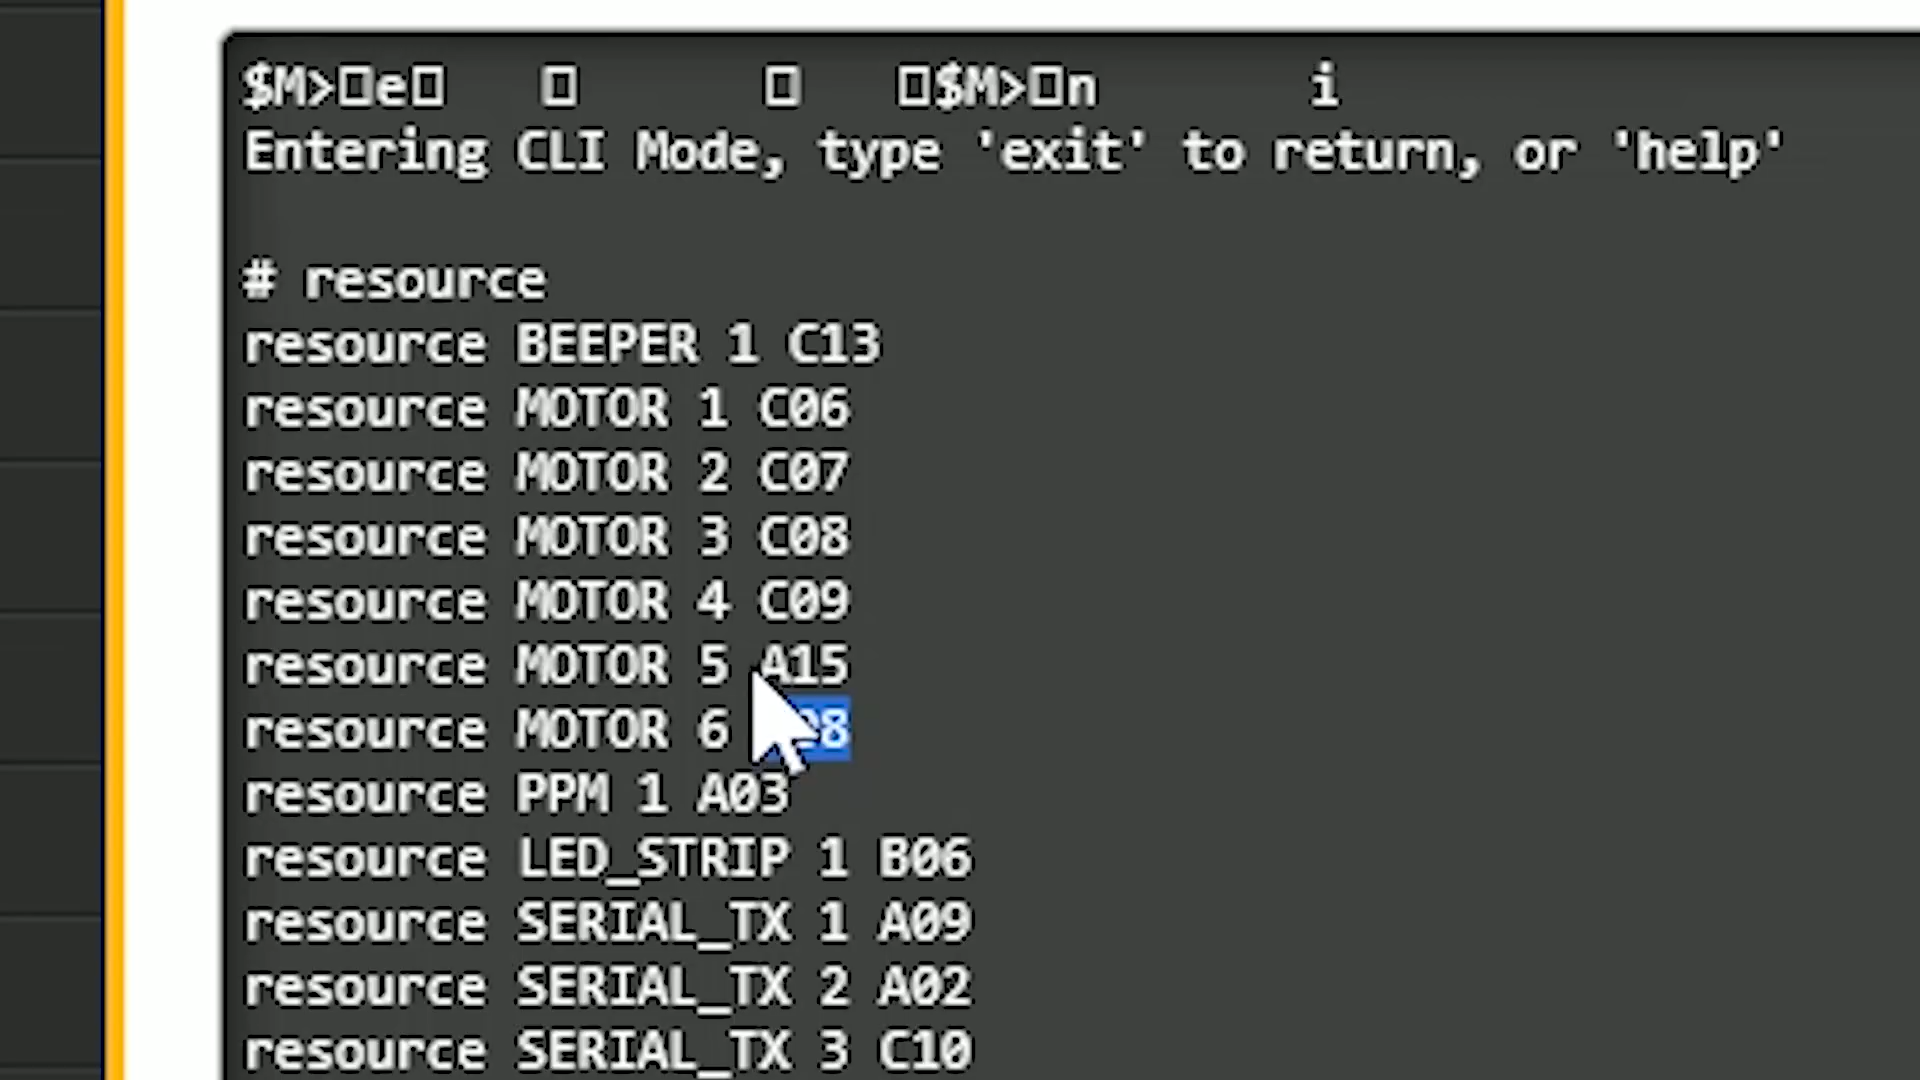 $M>□e□ □ □ □$M>□n i
Entering CLI Mode, type 'exit' to return, or 'help'
# resource
resource BEEPER 1 C13
resource MOTOR 1 C06
resource MOTOR 2 C07
resource MOTOR 3 C08
resource MOTOR 4 C09
resource MOTOR 5 A15
resource MOTOR 6
resource PPM 1 A03
resource LED_STRIP 1 B06
resource SERIAL_TX 1 A09
resource SERIAL_TX 2 A02
resource SERIAL_TX 3 C10